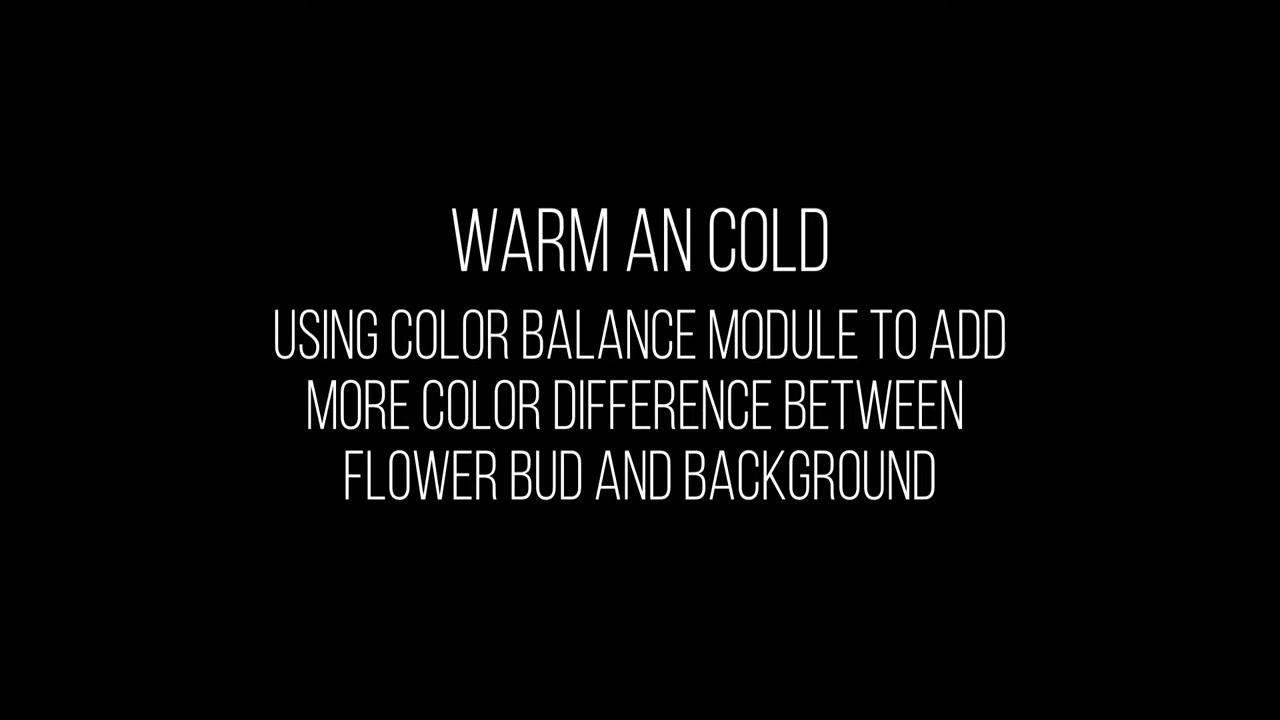 WARM AN COLD
USING COLOR BALANCE MODULE TO ADD
MORE COLOR DIFFERENCE BETWEEN
FLOWER BUD AND BACKGROUND